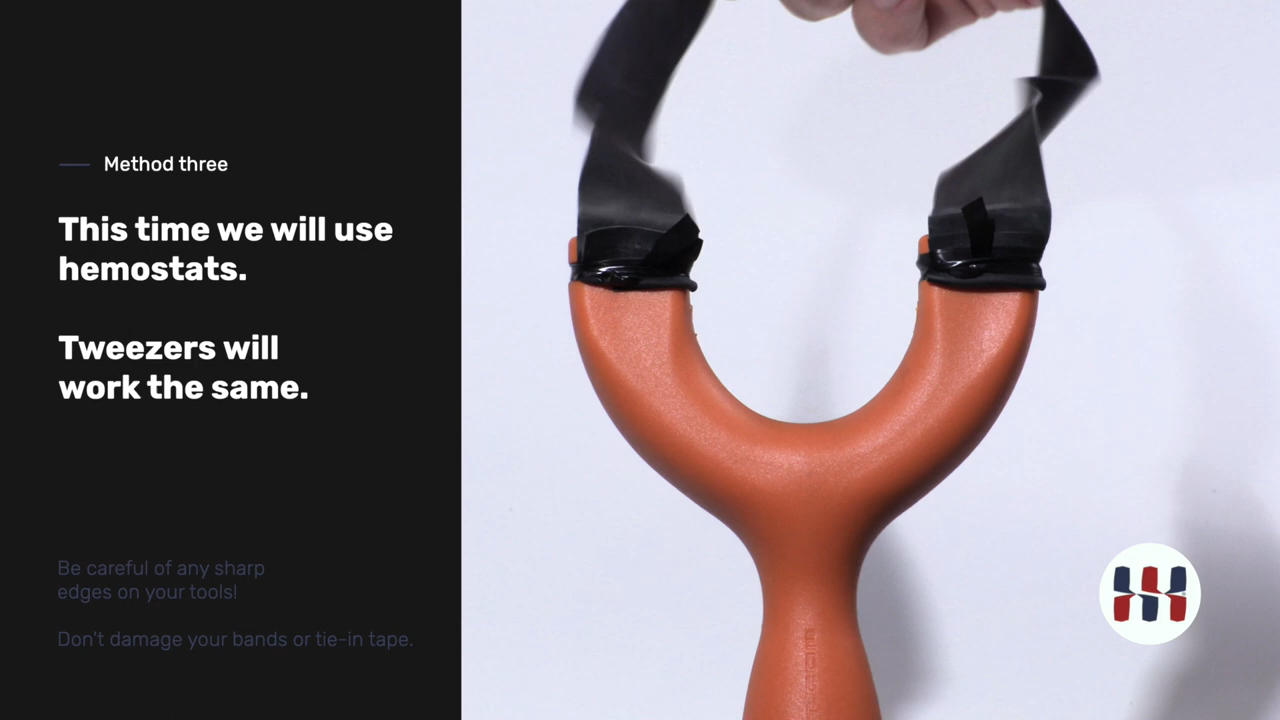 Method three
This time we will use
hemostats.
Tweezers will
work the same.
Be careful of any sharp
edges on your tools!
Don't damage your bands or tie-in tape.